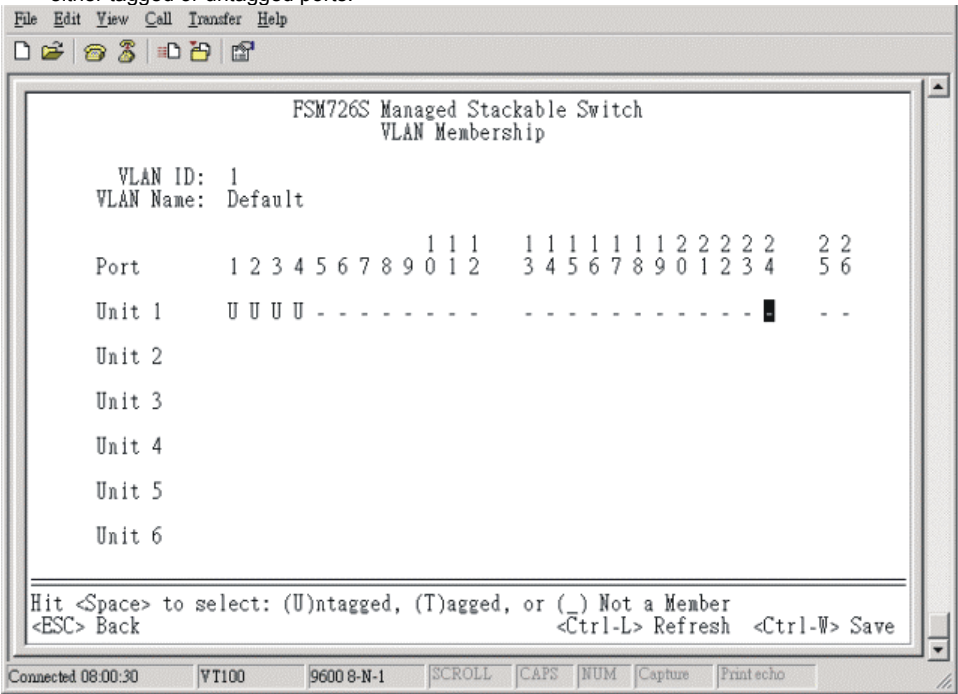 either tagged or untagged ports.
File Edit View Call Transfer Help
FSM726S Managed Stackable Switch
VLAN Membership
VLAN ID: 1
VLAN Name: Default
1 1 1 1 1 1 1 1 1 1 2 2 2 2 2 2 2
Port 1 2 3 4 5 6 7 8 9 0 1 2 3 4 5 6 7 8 9 0 1 2 3 4 5 6
Unit 1 U U U U - - - - - - - - - - - - - - - - - - - - - -
Unit 2
Unit 3
Unit 4
Unit 5
Unit 6
Hit <Space> to select: (U)ntagged, (T)agged, or (_) Not a Member
<ESC> Back <Ctrl-L> Refresh <Ctrl-W> Save
Connected 08:00:30 VT100 9600 8-N-1 SCROLL CAPS NUM Capture Print echo